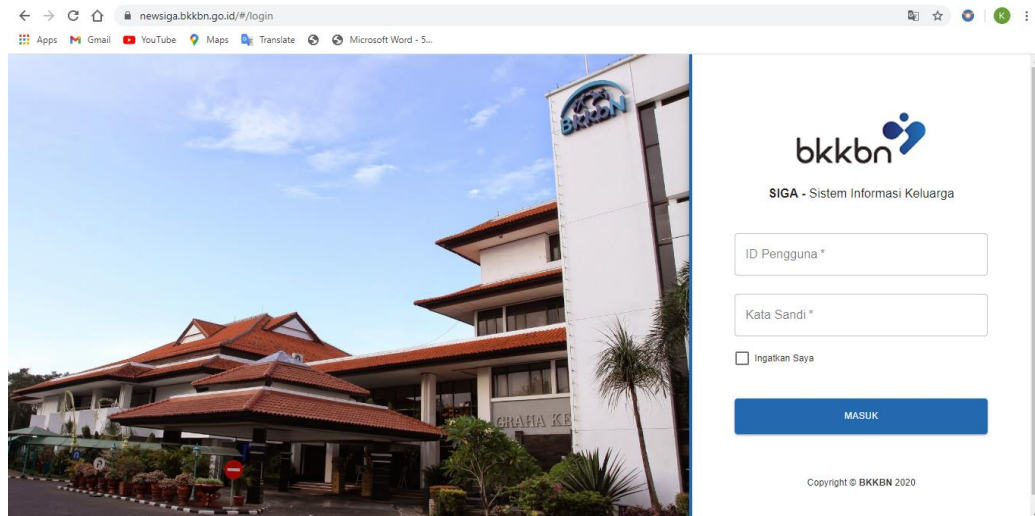 newsiga.bkkbn.go.id/#/login
K
Apps Gmail YouTube Maps Translate Microsoft Word - 5...
BKKBN
GRAHA KE
bkkbn
SIGA - Sistem Informasi Keluarga
ID Pengguna *
Kata Sandi *
Ingatkan Saya
MASUK
Copyright © BKKBN 2020